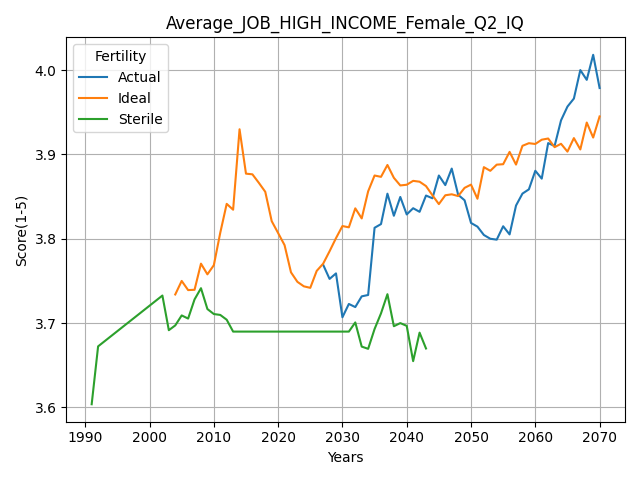 Average_JOB_HIGH_INCOME_Female_Q2_IQ
Fertility
Actual
Ideal
Sterile
Score(1-5)
4.0
3.9
3.8
3.7
3.6
1990 2000 2010 2020 2030 2040 2050 2060 2070
Years